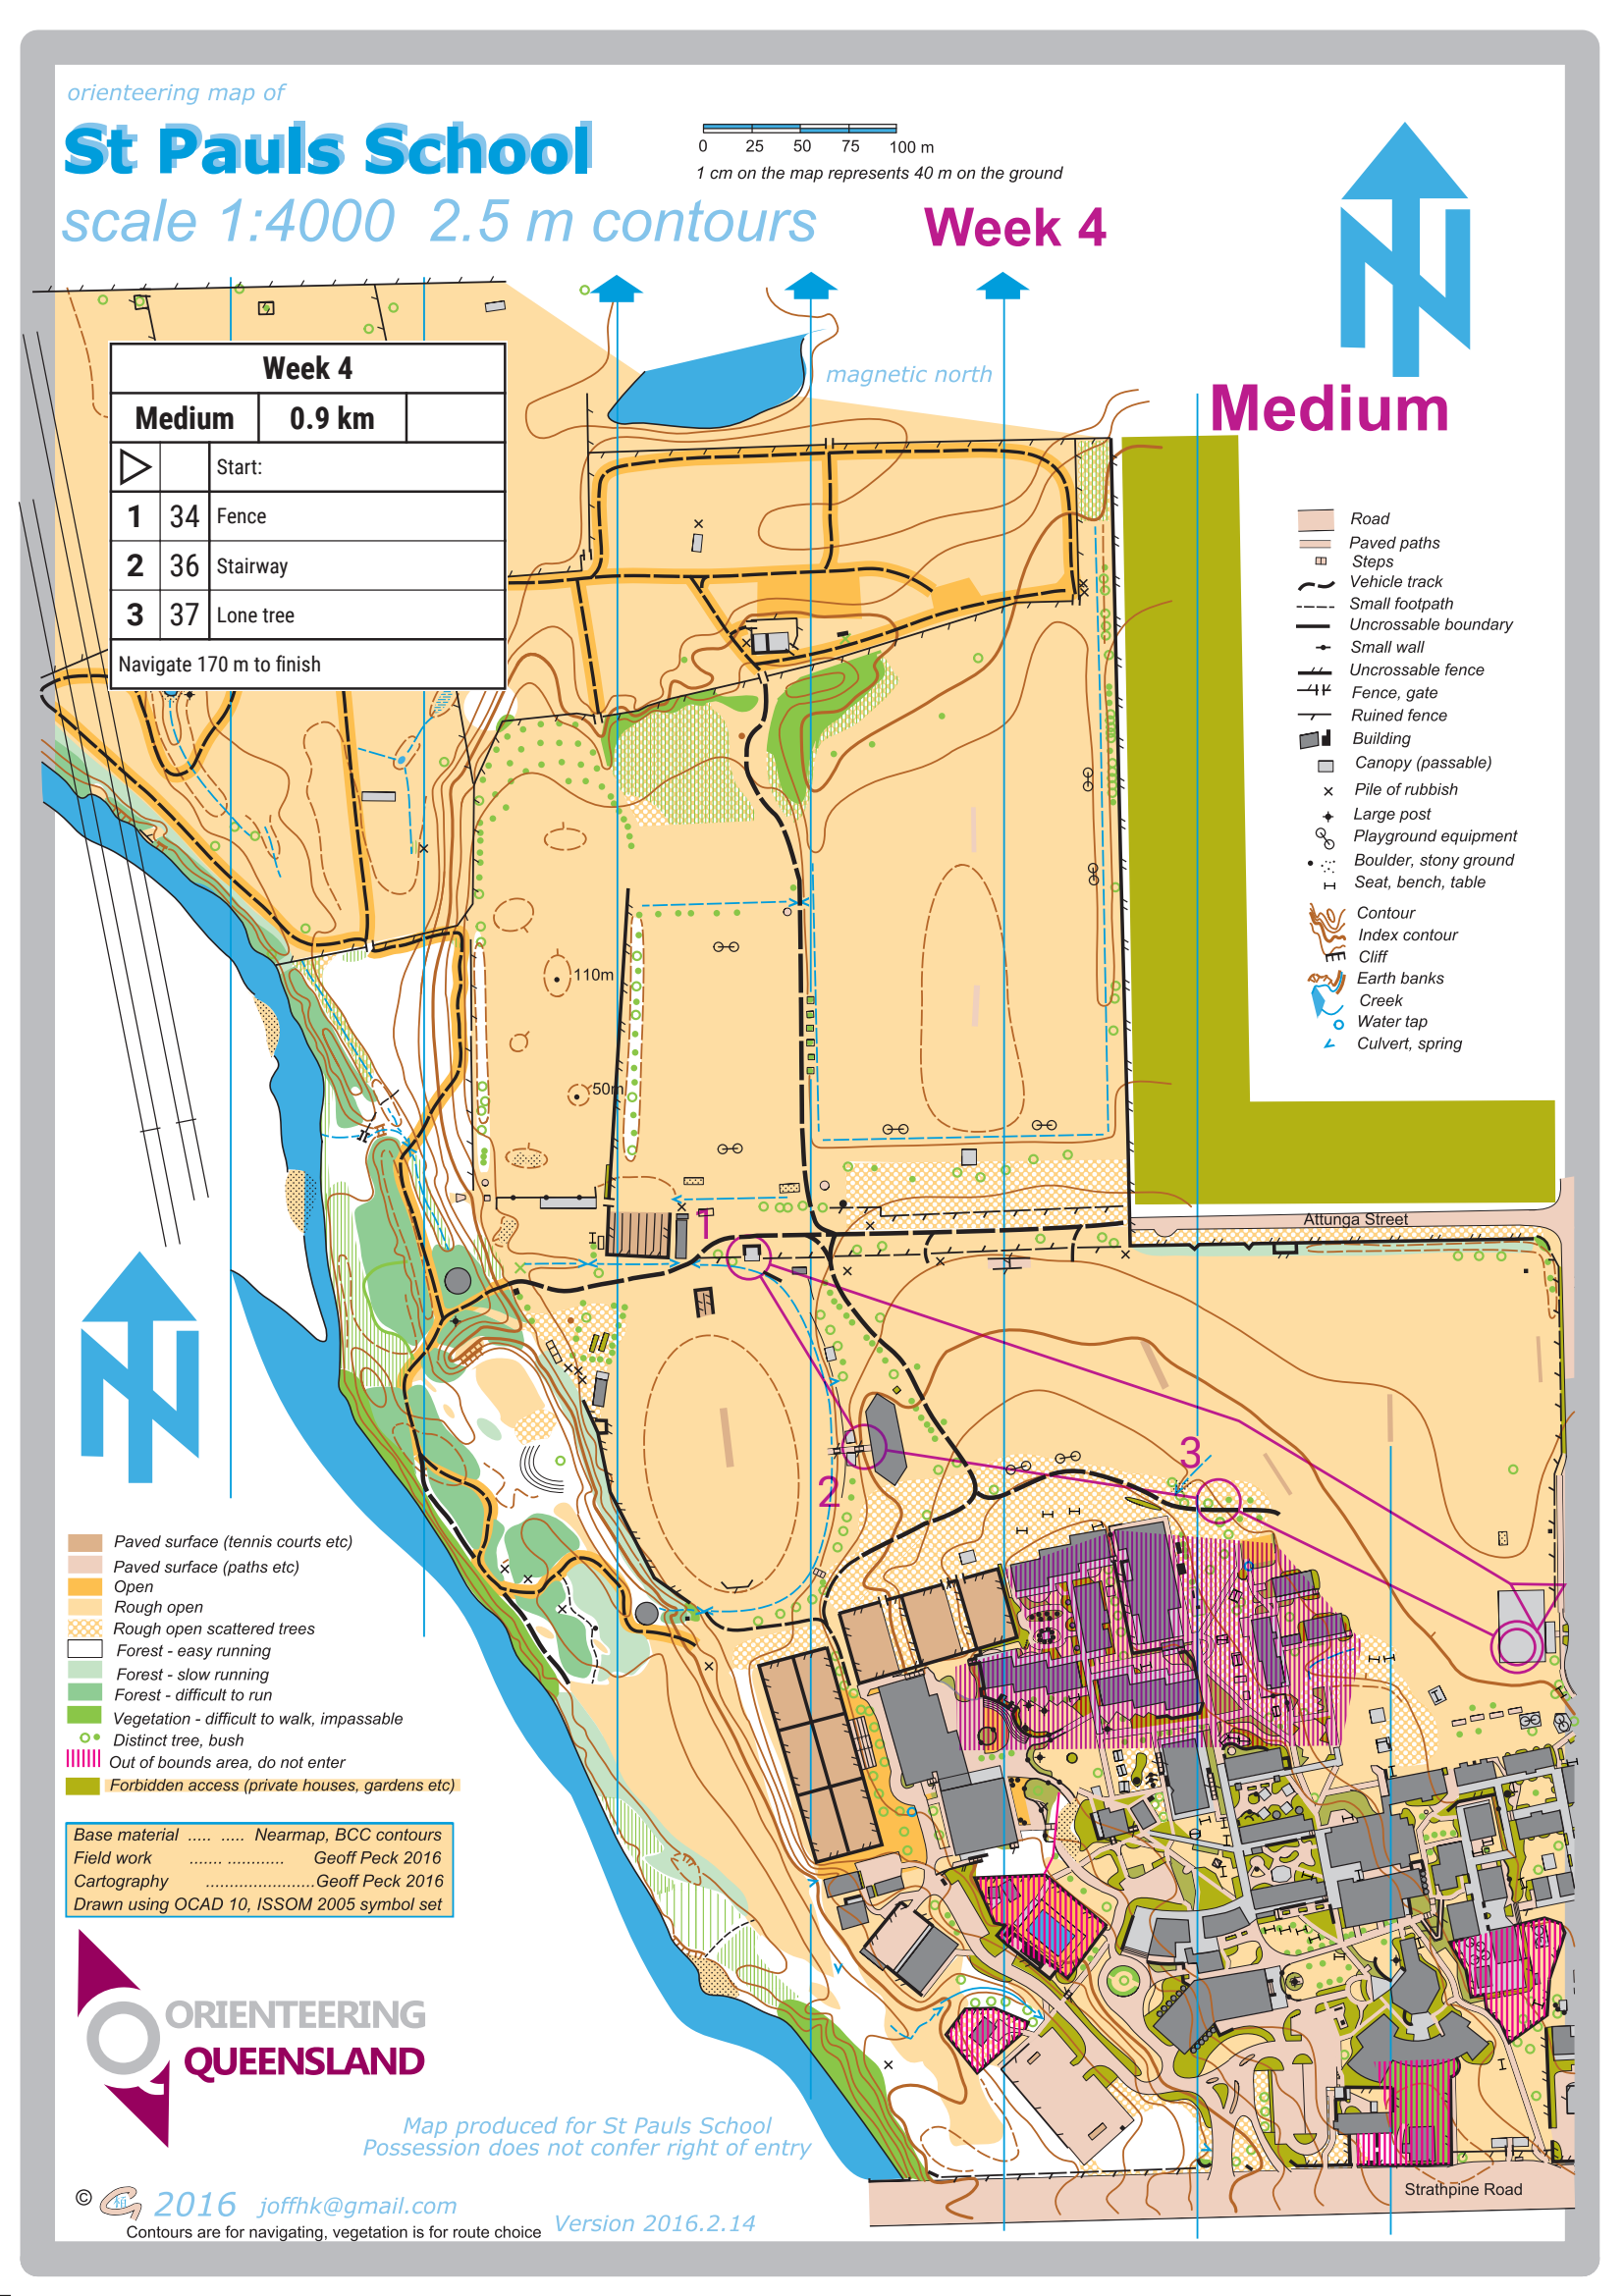 orienteering map of
St Pauls School
scale 1:4000  2.5 m contours
0 25 50 75 100 m
1 cm on the map represents 40 m on the ground
Week 4
magnetic north
Medium
Week 4
Medium 0.9 km
Start:
1 34 Fence
2 36 Stairway
3 37 Lone tree
Navigate 170 m to finish
Road
Paved paths
Steps
Vehicle track
Small footpath
Uncrossable boundary
Small wall
Uncrossable fence
Fence, gate
Ruined fence
Building
Canopy (passable)
Pile of rubbish
Large post
Playground equipment
Boulder, stony ground
Seat, bench, table
Contour
Index contour
Cliff
Earth banks
Creek
Water tap
Culvert, spring
110m
50m
Attunga Street
1
2
3
Paved surface (tennis courts etc)
Paved surface (paths etc)
Open
Rough open
Rough open scattered trees
Forest - easy running
Forest - slow running
Forest - difficult to run
Vegetation - difficult to walk, impassable
Distinct tree, bush
Out of bounds area, do not enter
Forbidden access (private houses, gardens etc)
Base material ..... ..... Nearmap, BCC contours
Field work ....... ............ Geoff Peck 2016
Cartography .......................Geoff Peck 2016
Drawn using OCAD 10, ISSOM 2005 symbol set
ORIENTEERING
QUEENSLAND
Map produced for St Pauls School
Possession does not confer right of entry
© 2016 joffhk@gmail.com
Version 2016.2.14
Contours are for navigating, vegetation is for route choice
Strathpine Road